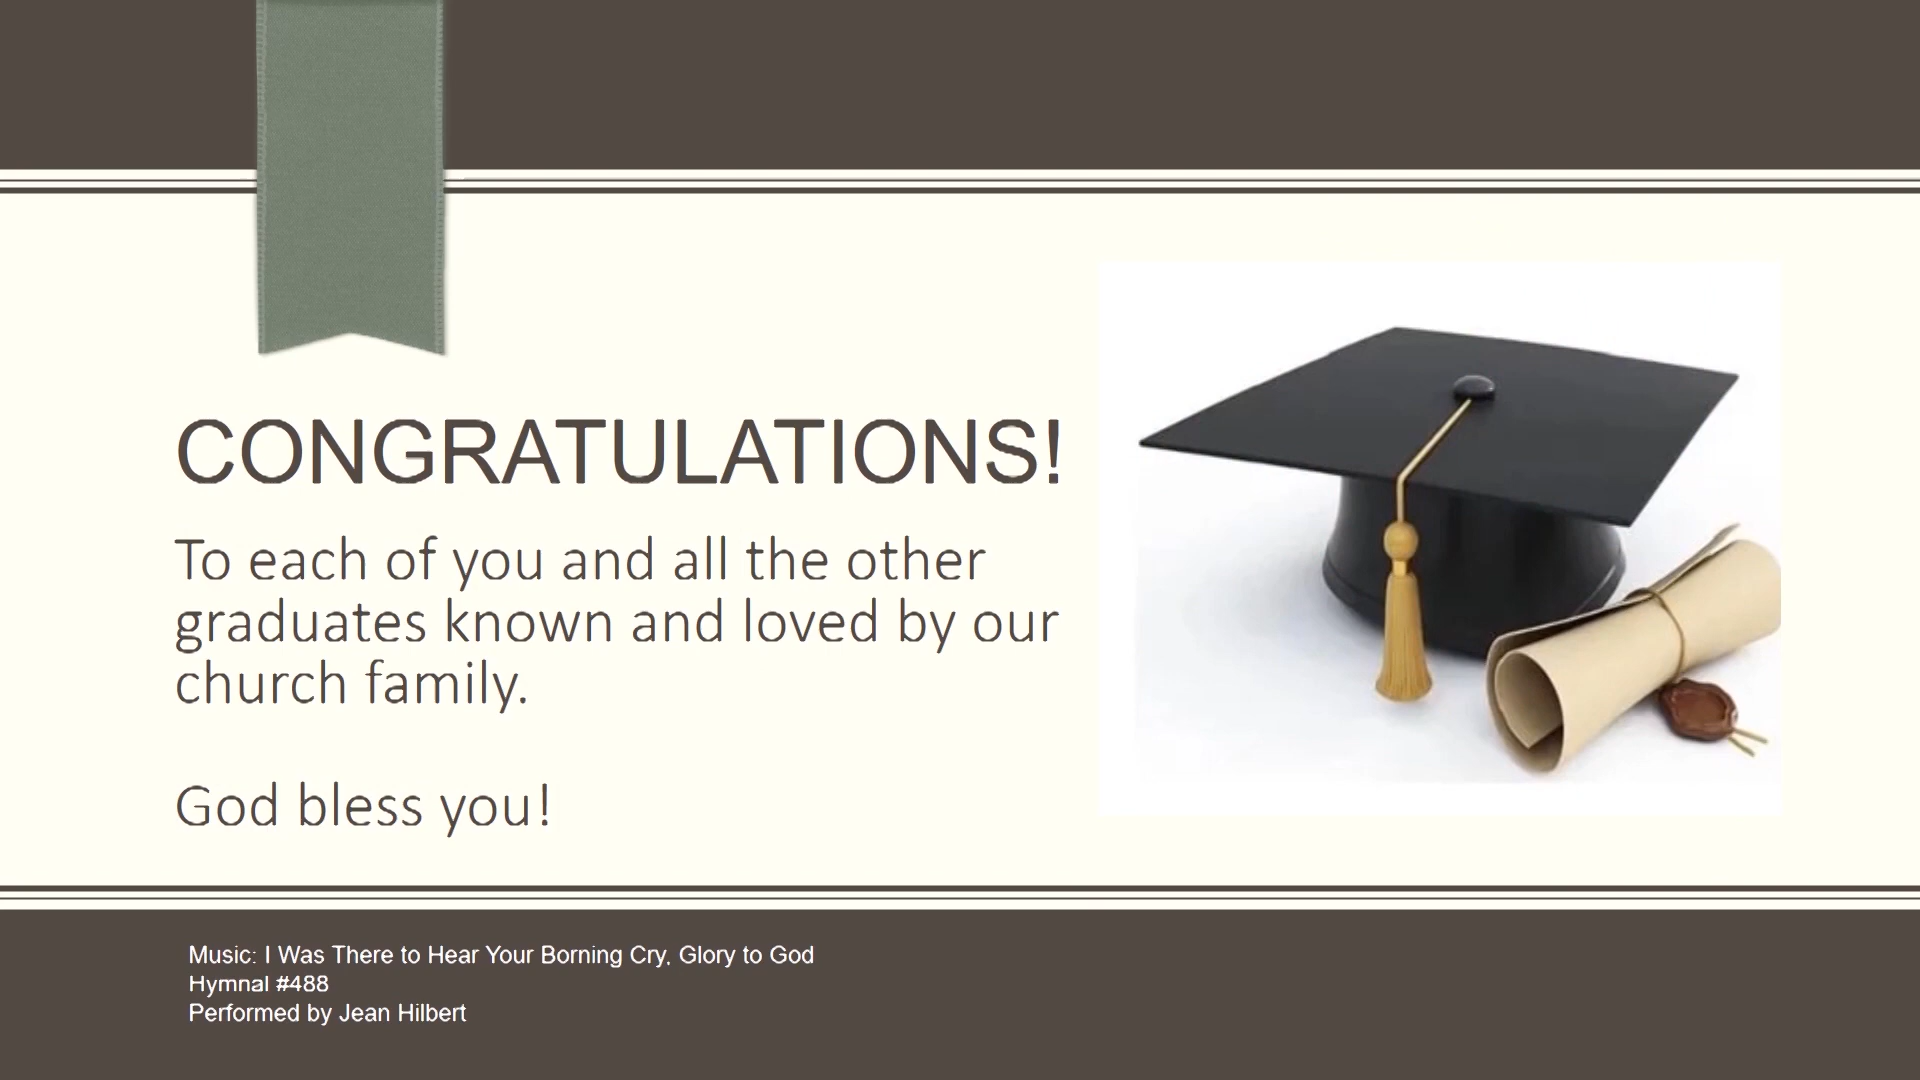 CONGRATULATIONS!
To each of you and all the other
graduates known and loved by our
church family.
God bless you!
Music: I Was There to Hear Your Borning Cry, Glory to God
Hymnal #488
Performed by Jean Hilbert